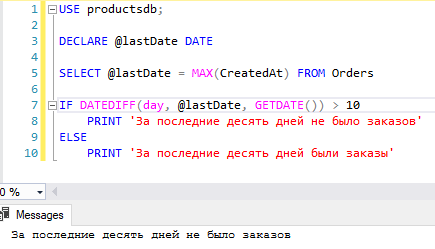 1 USE productsdb;
2
3 DECLARE @lastDate DATE
4
5 SELECT @lastDate = MAX(CreatedAt) FROM Orders
6
7 IF DATEDIFF(day, @lastDate, GETDATE()) > 10
8 PRINT 'За последние десять дней не было заказов'
9 ELSE
10 PRINT 'За последние десять дней были заказы'
0 %
Messages
За последние десять дней не было заказов